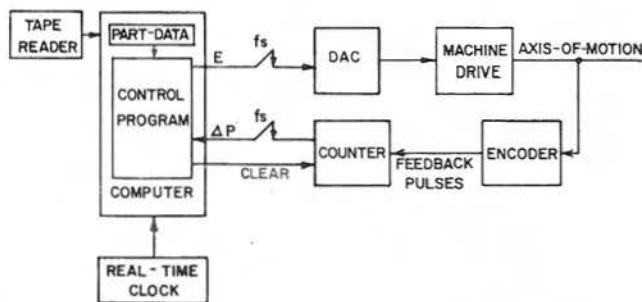 TAPE
READER
PART-DATA
CONTROL
PROGRAM
COMPUTER
REAL-TIME
CLOCK
E
fs
DAC
MACHINE
DRIVE
AXIS-OF-MOTION
ΔP
fs
CLEAR
COUNTER
FEEDBACK
PULSES
ENCODER